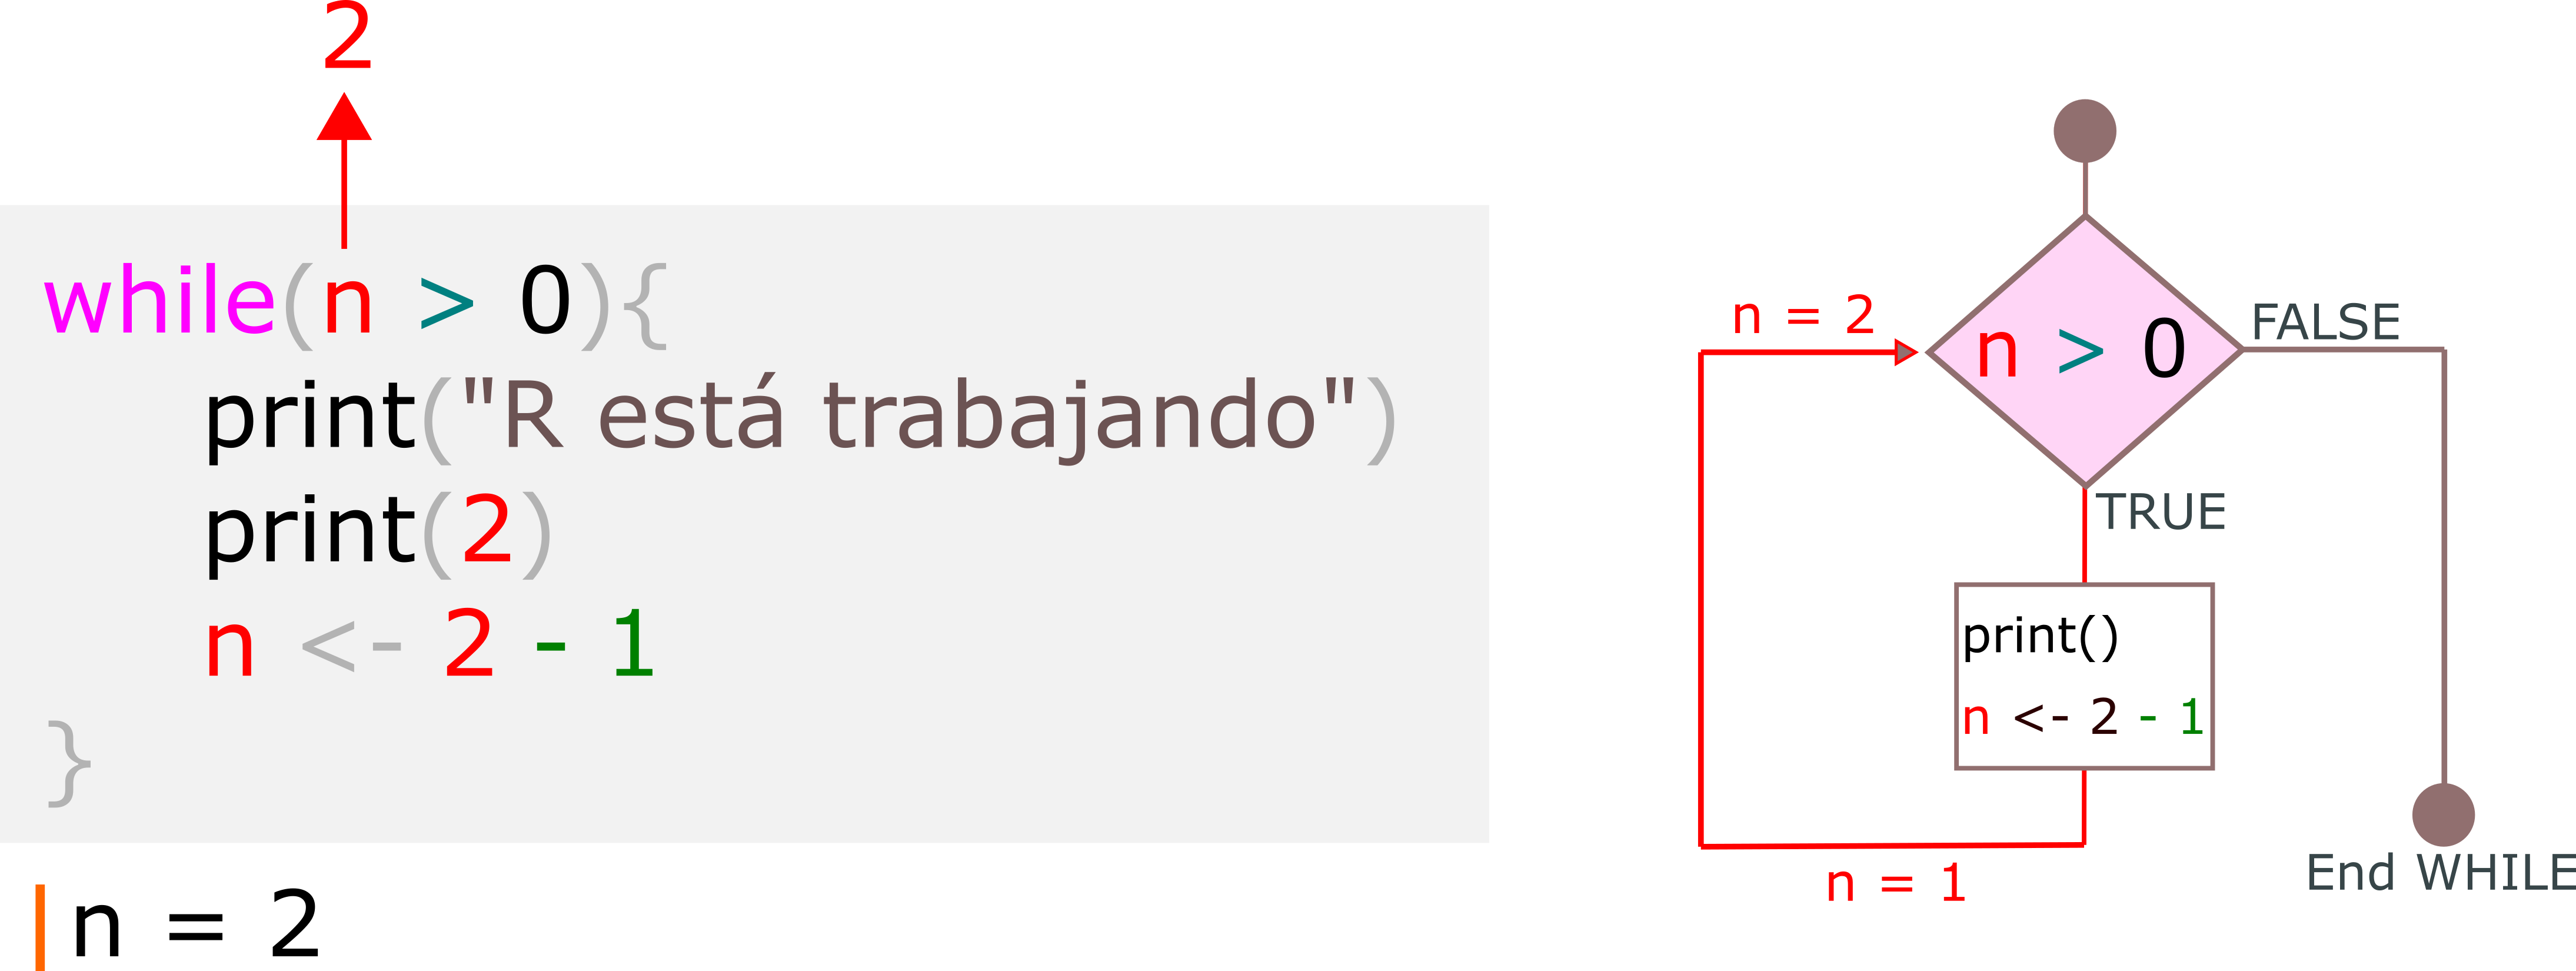 2
while(n > 0){
print("R está trabajando")
print(2)
n <- 2 - 1
}
n = 2
n = 2
n > 0
FALSE
TRUE
print()
n <- 2 - 1
n = 1
End WHILE